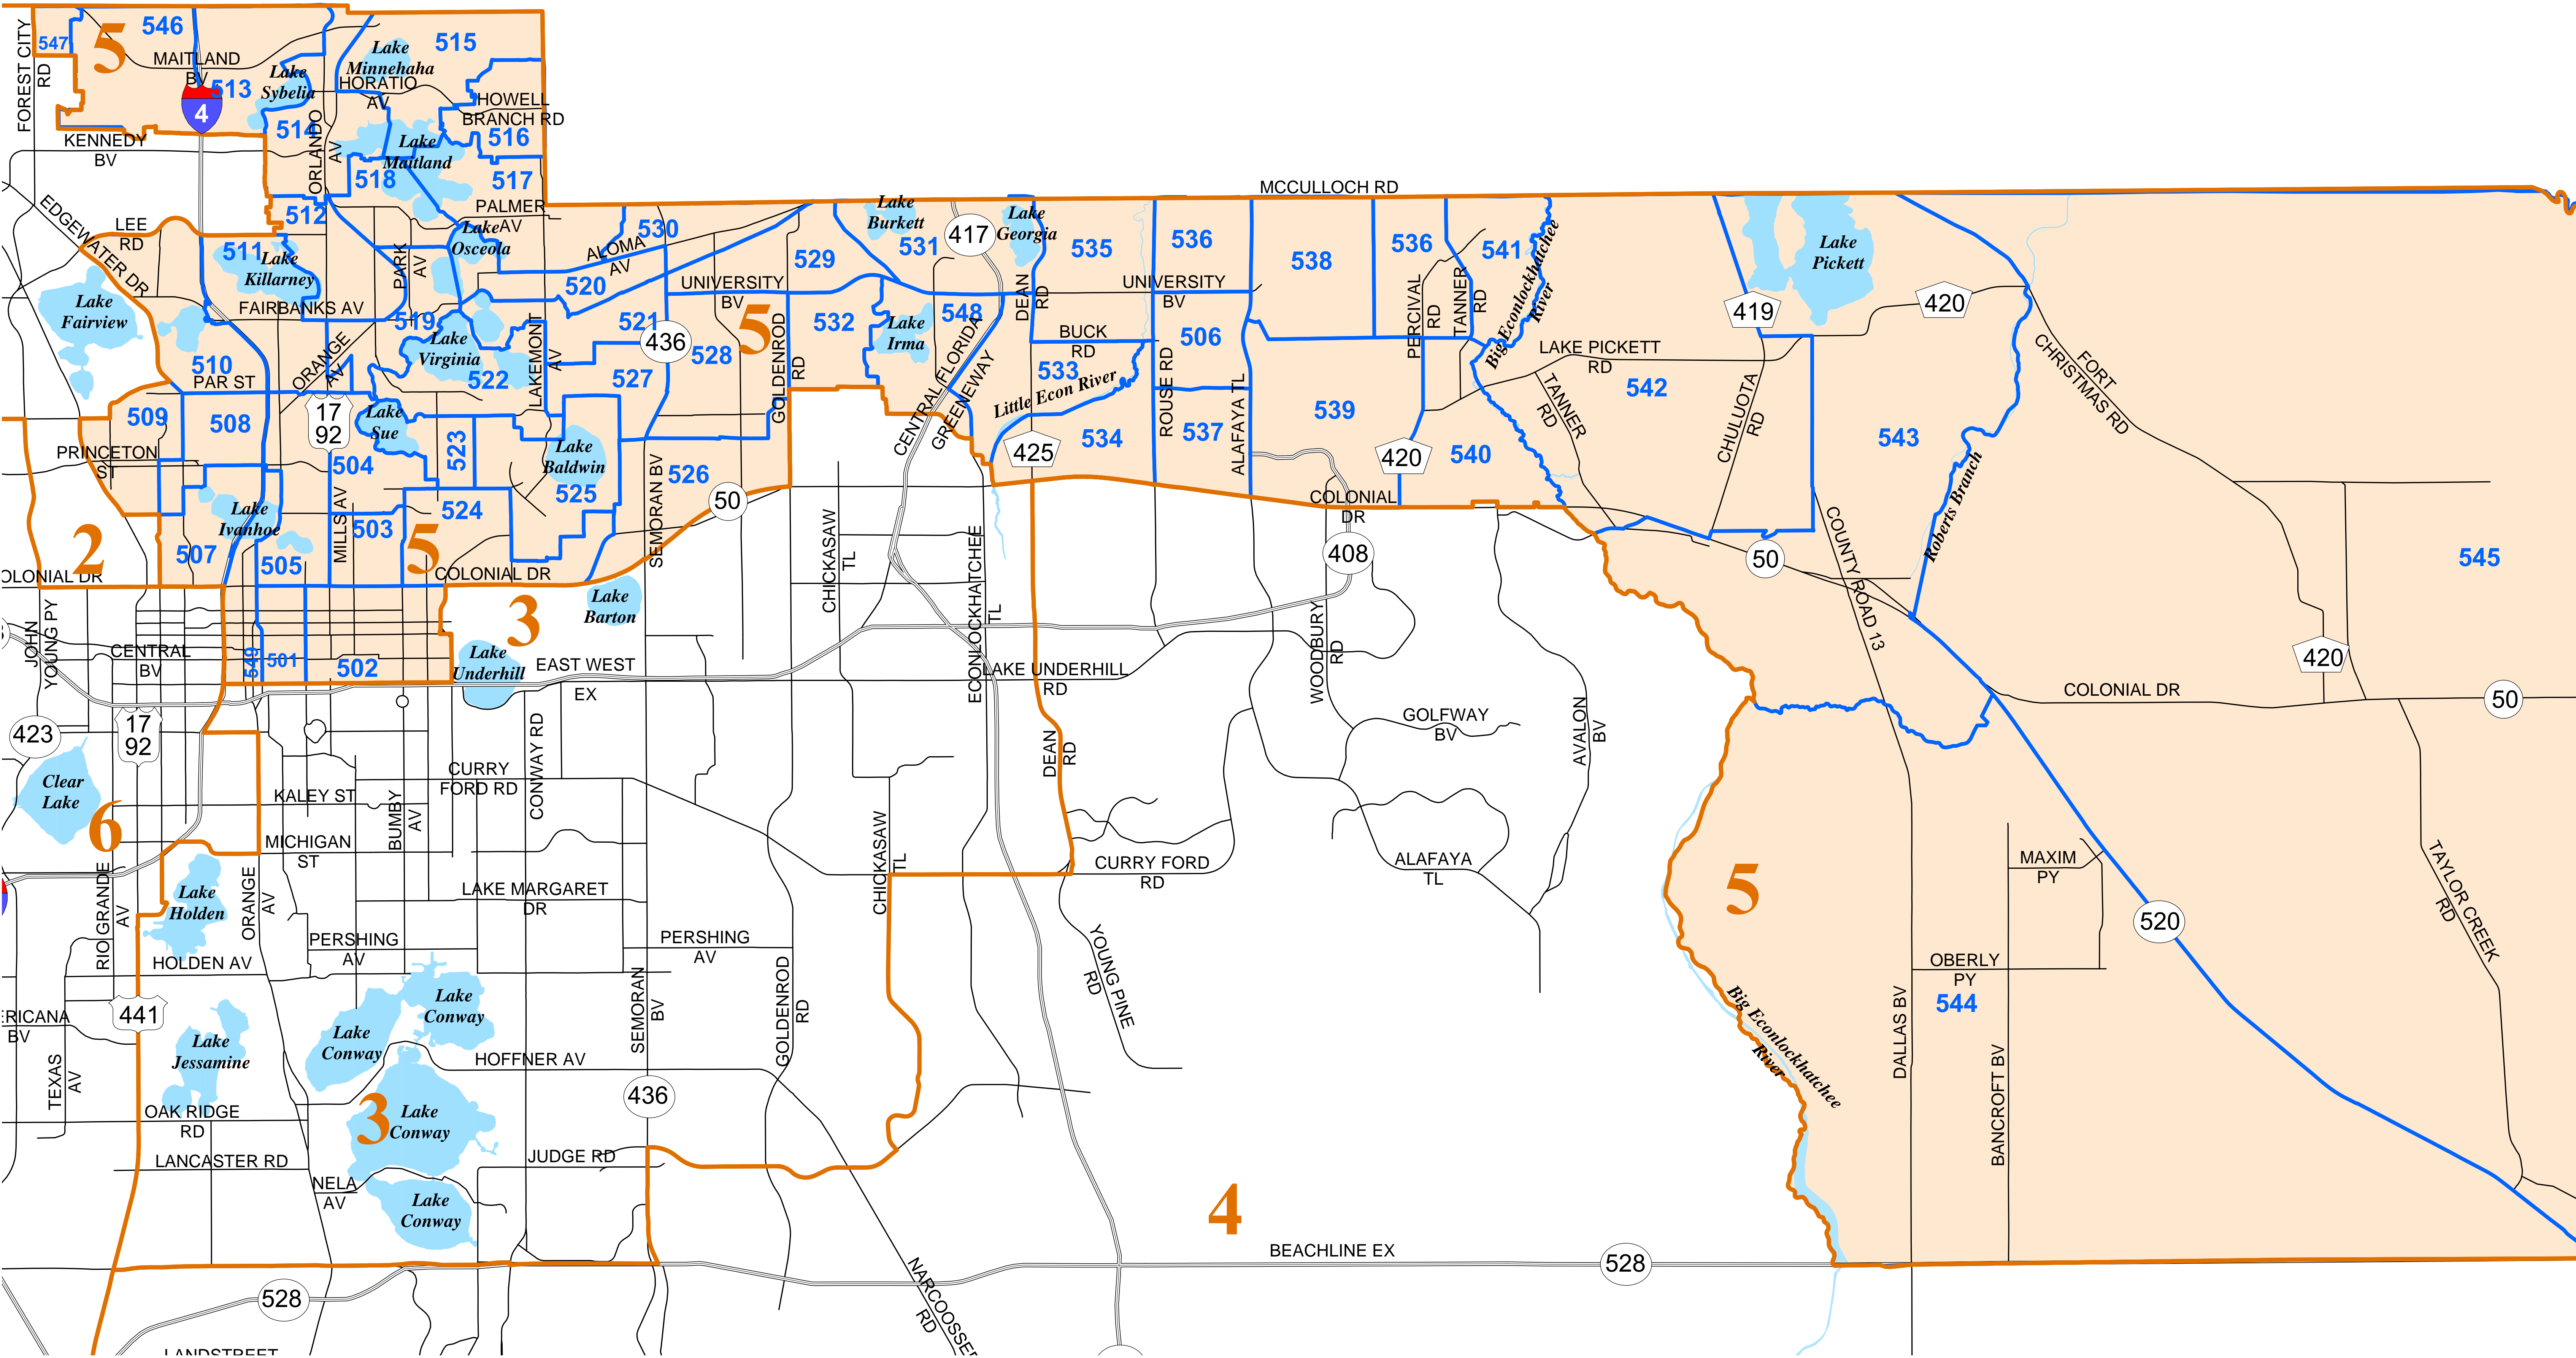 546
547
5
515
FOREST CITY
RD
MAITLAND
BV
513
4
Lake
Sybelia
Lake
Minnehaha
HORATIO
AV
HOWELL
BRANCH RD
516
514
ORLANDO
AV
KENNEDY
BV
Lake
Maitland
518
517
512
PALMER
AV
LEE
RD
EDGEWATER DR
511
Lake
Killarney
PARK
AV
Lake
Osceola
530
ALOMA
AV
529
Lake
Burkett
531
417
Lake
Georgia
535
536
538
536
541
MCCULLOCH RD
Lake
Fairview
FAIRBANKS AV
520
UNIVERSITY
BV
UNIVERSITY
BV
DEAN
RD
519
521
436
5
GOLDENROD
RD
532
Lake
Irma
548
BUCK
RD
506
PERCIVAL
RD
TANNER
RD
Big Econlockhatchee
River
Big Econlockhatchee
419
Lake
Pickett
420
510
ORANGE
AV
Lake
Virginia
522
LAKEMONT
AV
528
527
PAR ST
CENTRAL FLORIDA
GREENEWAY
533
Little Econ River
ROUSE RD
LAKE PICKETT
RD
542
TANNER
RD
CHULUOTA
RD
FORT
CHRISTMAS RD
509
508
17
92
Lake
Sue
523
504
Lake
Baldwin
525
526
SEMORAN BV
50
425
534
537
ALAFAYA TL
539
420
540
543
PRINCETON
ST
Lake
Ivanhoe
MILLS AV
503
524
5
507
505
2
COLONIAL
DR
408
50
COUNTY ROAD 13
Roberts Branch
545
OLONIAL DR
COLONIAL DR
CHICKASAW
TL
ECONLOCKHATCHEE
TL
Lake
Barton
3
JOHN
YOUNG PY
CENTRAL
BV
549
501
502
Lake
Underhill
EAST WEST
EX
LAKE UNDERHILL
RD
WOODBURY
RD
420
COLONIAL DR
50
423
17
92
CONWAY RD
DEAN
RD
GOLFWAY
BV
AVALON
BV
Clear
Lake
6
KALEY ST
BUMBY
AV
CURRY
FORD RD
MICHIGAN
ST
CHICKASAW
TL
CURRY FORD
RD
ALAFAYA
TL
MAXIM
PY
5
TAYLOR CREEK
RD
RIO GRANDE
AV
Lake
Holden
ORANGE
AV
LAKE MARGARET
DR
520
PERSHING
AV
PERSHING
AV
HOLDEN AV
YOUNG PINE
RD
OBERLY
PY
544
441
ERICANA
BV
Lake
Jessamine
Lake
Conway
Lake
Conway
SEMORAN
BV
GOLDENROD
RD
Big Econlockhatchee
River
DALLAS BV
BANCROFT BV
TEXAS
AV
HOFFNER AV
436
OAK RIDGE
RD
3
Lake
Conway
LANCASTER RD
JUDGE RD
NELA
AV
Lake
Conway
4
BEACHLINE EX
528
528
NARCOOSSEE
RD
LANDSTREET